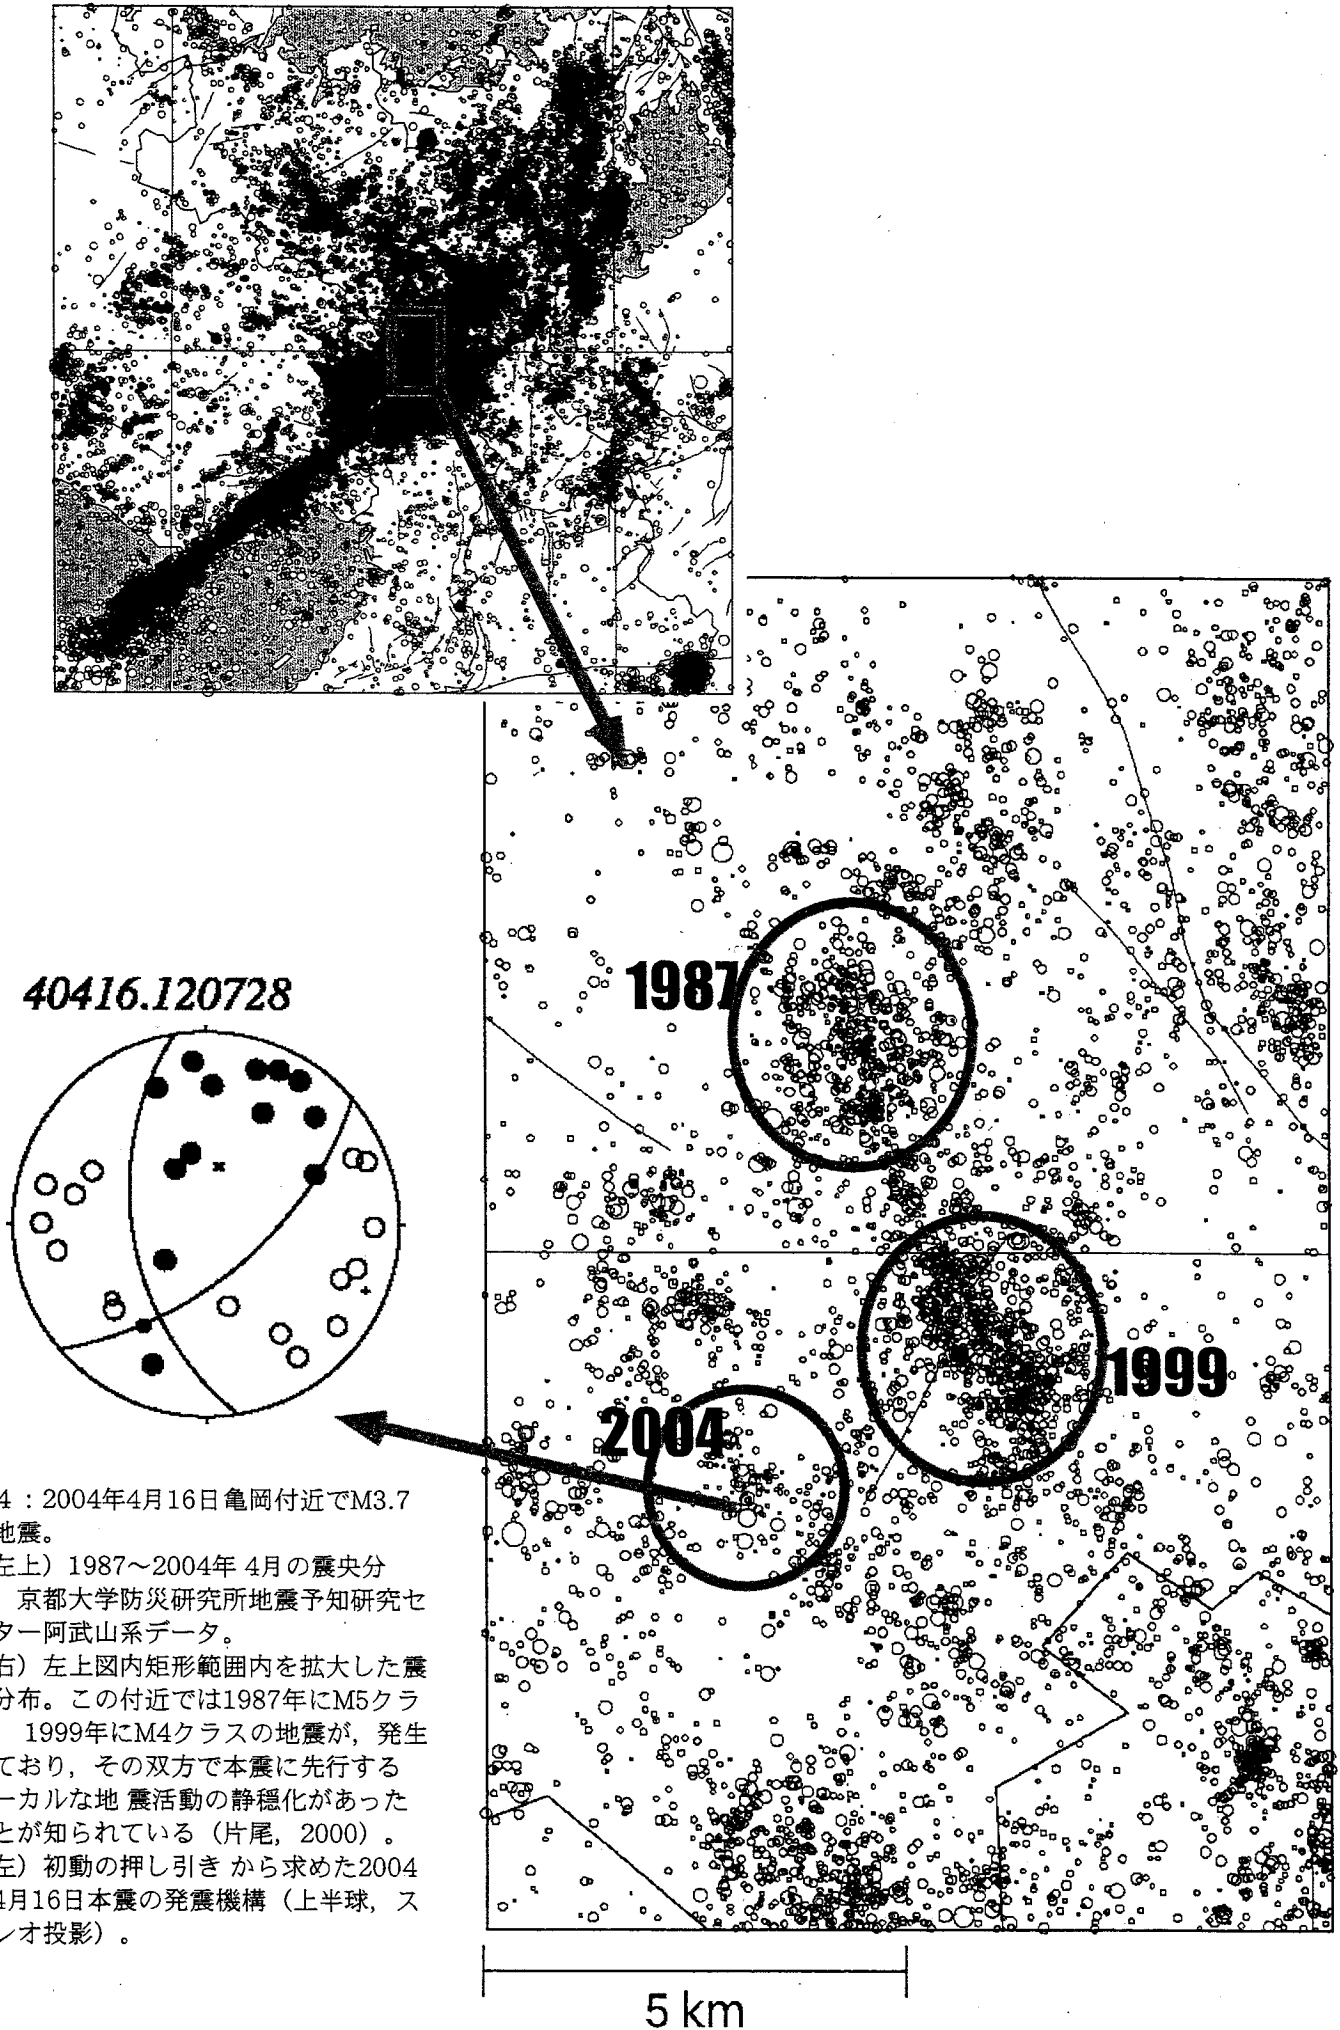 1987
40416.120728
1999
2004
4：2004年4月16日亀岡付近でM3.7
地震。
左上）1987～2004年 4月の震央分
京都大学防災研究所地震予知研究セ
ター阿武山系データ。
右）左上図内矩形範囲内を拡大した震
分布。この付近では1987年にM5クラ
1999年にM4クラスの地震が，発生
ており，その双方で本震に先行する
ーカルな地 震活動の静穏化があった
とが知られている（片尾，2000）。
左）初動の押し引き から求めた2004
4月16日本震の発震機構（上半球，ス
レオ投影）。
5 km